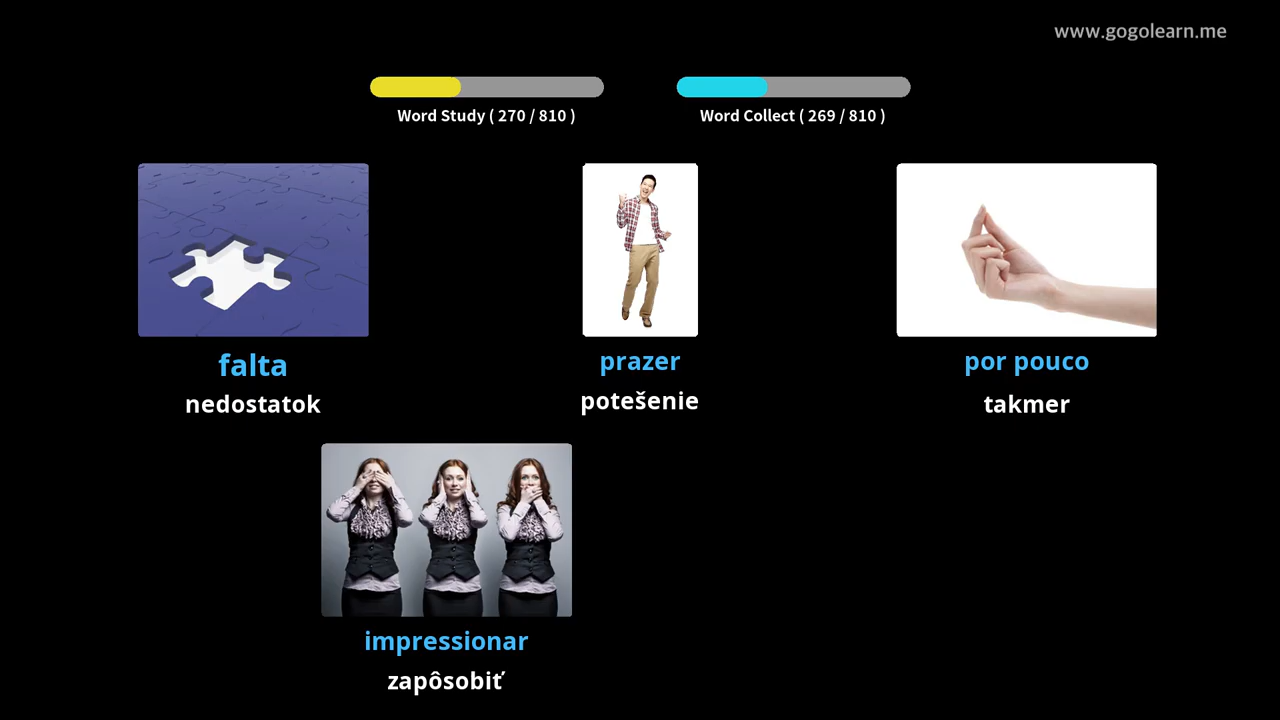 www.gogolearn.me
Word Study ( 270 / 810 )
Word Collect ( 269 / 810 )
falta
nedostatok
prazer
potešenie
por pouco
takmer
impressionar
zapôsobiť